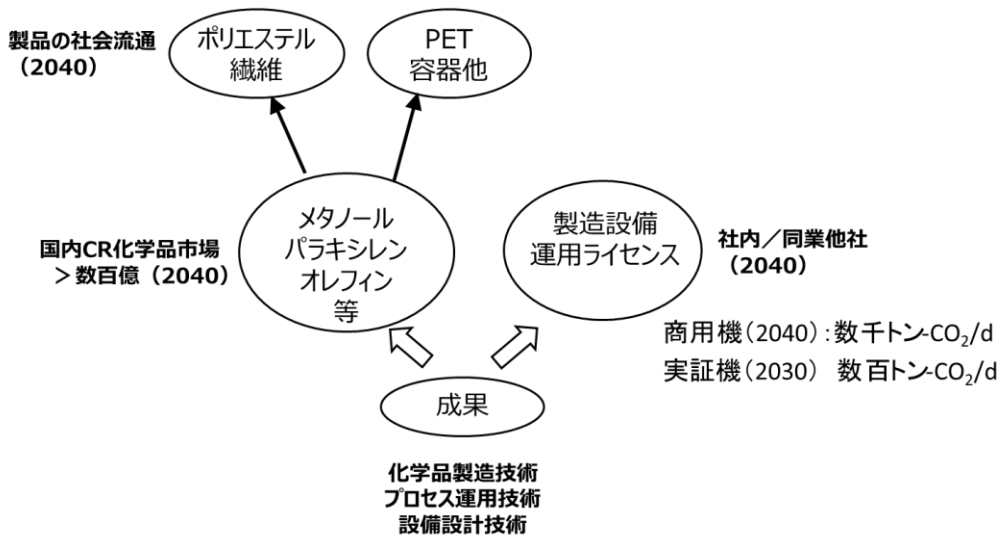 製品の社会流通
（2040）
ポリエステル
繊維
PET
容器他
国内CR化学品市場
＞数百億（2040）
メタノール
パラキシレン
オレフィン
等
製造設備
運用ライセンス
社内／同業他社
（2040）
商用機（2040）：数千トン-CO₂/d
実証機（2030）　数百トン-CO₂/d
成果
化学品製造技術
プロセス運用技術
設備設計技術